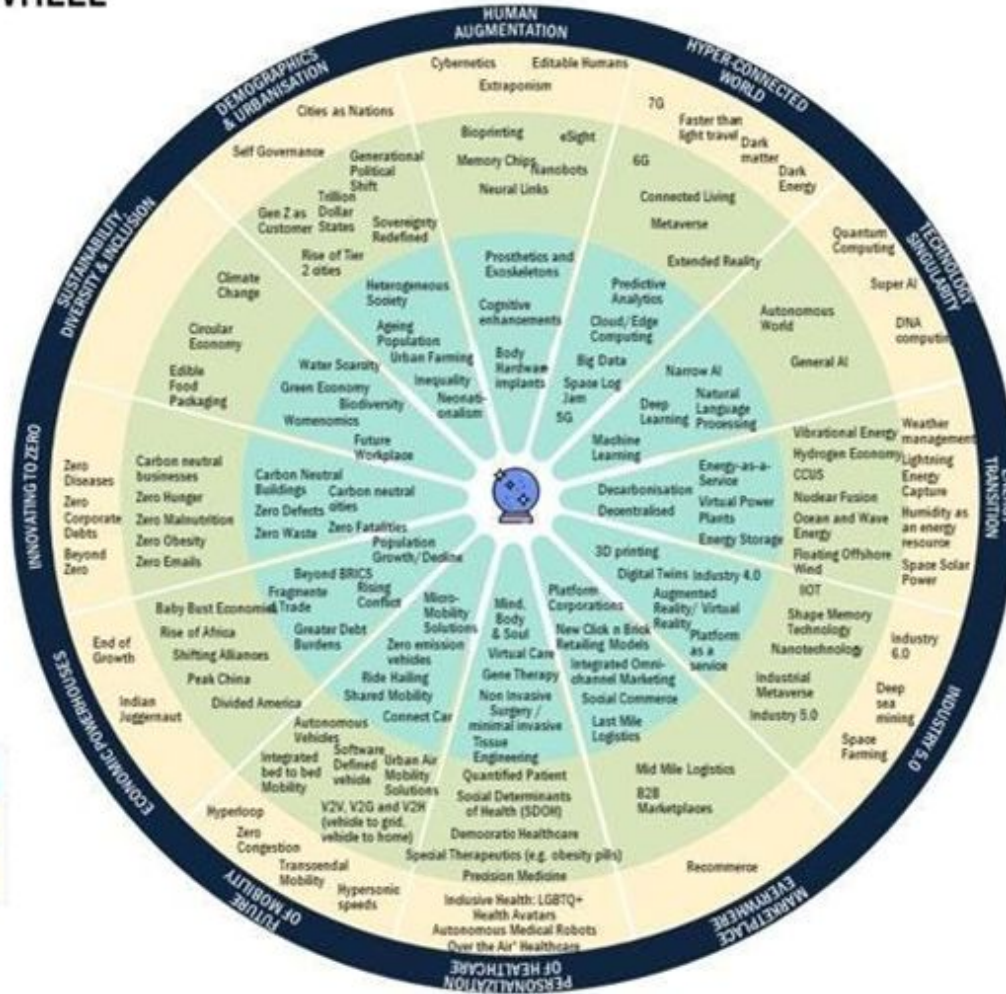 HUMAN
AUGMENTATION
Cybernetics
Editable Humans
Extraponism
Bioprinting
eSight
Memory Chips
Nanobots
Neural Links
Prosthetics and
Exoskeletons
Cognitive
enhancements
Body
Hardware
implants
HYPER-CONNECTED
WORLD
7G
Faster than
light travel
Dark
matter
Dark
Energy
6G
Connected Living
Metaverse
Extended Reality
Predictive
Analytics
Cloud/Edge
Computing
Big Data
Space Log
Jam
5G
TECHNOLOGY
SINGULARITY
Quantum
Computing
Super AI
DNA
Autonomous
World
General AI
Narrow AI
Natural
Language
Processing
Deep
Learning
Machine
Learning
TRANSITION
Weather
management
Lightning
Energy
Capture
Humidity as
an energy
resource
Space Solar
Power
Vibrational Energy
Hydrogen Economy
CCUS
Nuclear Fusion
Ocean and Wave
Energy
Floating Offshore
Wind
Energy-as-a-
Service
Virtual Power
Plants
Energy Storage
Decarbonisation
Decentralised
INDUSTRY 5.0
Industry
6.0
Deep
sea
mining
Space
Farming
IIOT
Shape Memory
Technology
Nanotechnology
Industrial
Metaverse
Industry 5.0
3D printing
Digital Twins
Industry 4.0
Augmented
Reality/ Virtual
Reality
Platform
as a
service
MARKETPLACE
EVERYWHERE
Recommerce
Mid Mile Logistics
B2B
Marketplaces
Platform
Corporations
New Click n Brick
Retailing Models
Integrated Omni-
channel Marketing
Social Commerce
Last Mile
Logistics
PERSONALIZATION
OF HEALTHCARE
Mind,
Body
& Soul
Virtual Care
Gene Therapy
Non Invasive
Surgery /
minimal invasive
Tissue
Engineering
Quantified Patient
Social Determinants
of Health (SDOH)
Democratic Healthcare
Special Therapeutics (e.g. obesity pills)
Precision Medicine
Inclusive Health: LGBTQ+
Health Avatars
Autonomous Medical Robots
Over the Air' Healthcare
FUTURE
OF MOBILITY
Micro-
Mobility
Solutions
Zero emission
vehicles
Ride Hailing
Shared Mobility
Connect Car
Autonomous
Vehicles
Integrated
bed to bed
Mobility
Software
Defined
vehicle
Urban Air
Mobility
Solutions
V2V, V2G and V2H
(vehicle to grid,
vehicle to home)
Hyperloop
Zero
Congestion
Transcendal
Mobility
Hypersonic
speeds
ECONOMIC POWERHOUSES
Population
Growth/Decline
Beyond BRICS
Fragmente
Trade
Rising
Conflict
Greater Debt
Burdens
Baby Bust Economies
Rise of Africa
Shifting Alliances
Peak China
Divided America
End of
Growth
Indian
Juggernaut
INNOVATING TO ZERO
Zero
Diseases
Zero
Corporate
Debts
Beyond
Zero
Carbon neutral
businesses
Zero Hunger
Zero Malnutrition
Zero Obesity
Zero Emails
Carbon Neutral
Buildings
Carbon neutral
cities
Zero Defects
Zero Waste
Zero Fatalities
SUSTAINABILITY,
DIVERSITY & INCLUSION
Climate
Change
Circular
Economy
Edible
Food
Packaging
Water Scarcity
Green Economy
Biodiversity
Womenomics
Future
Workplace
DEMOGRAPHICS
& URBANISATION
Cities as Nations
Self Governance
Generational
Political
Shift
Trillion
Dollar
States
Gen Z as
Customer
Sovereignty
Redefined
Rise of Tier
2 cities
Heterogeneous
Society
Ageing
Population
Urban Farming
Inequality
Neonati-
onalism